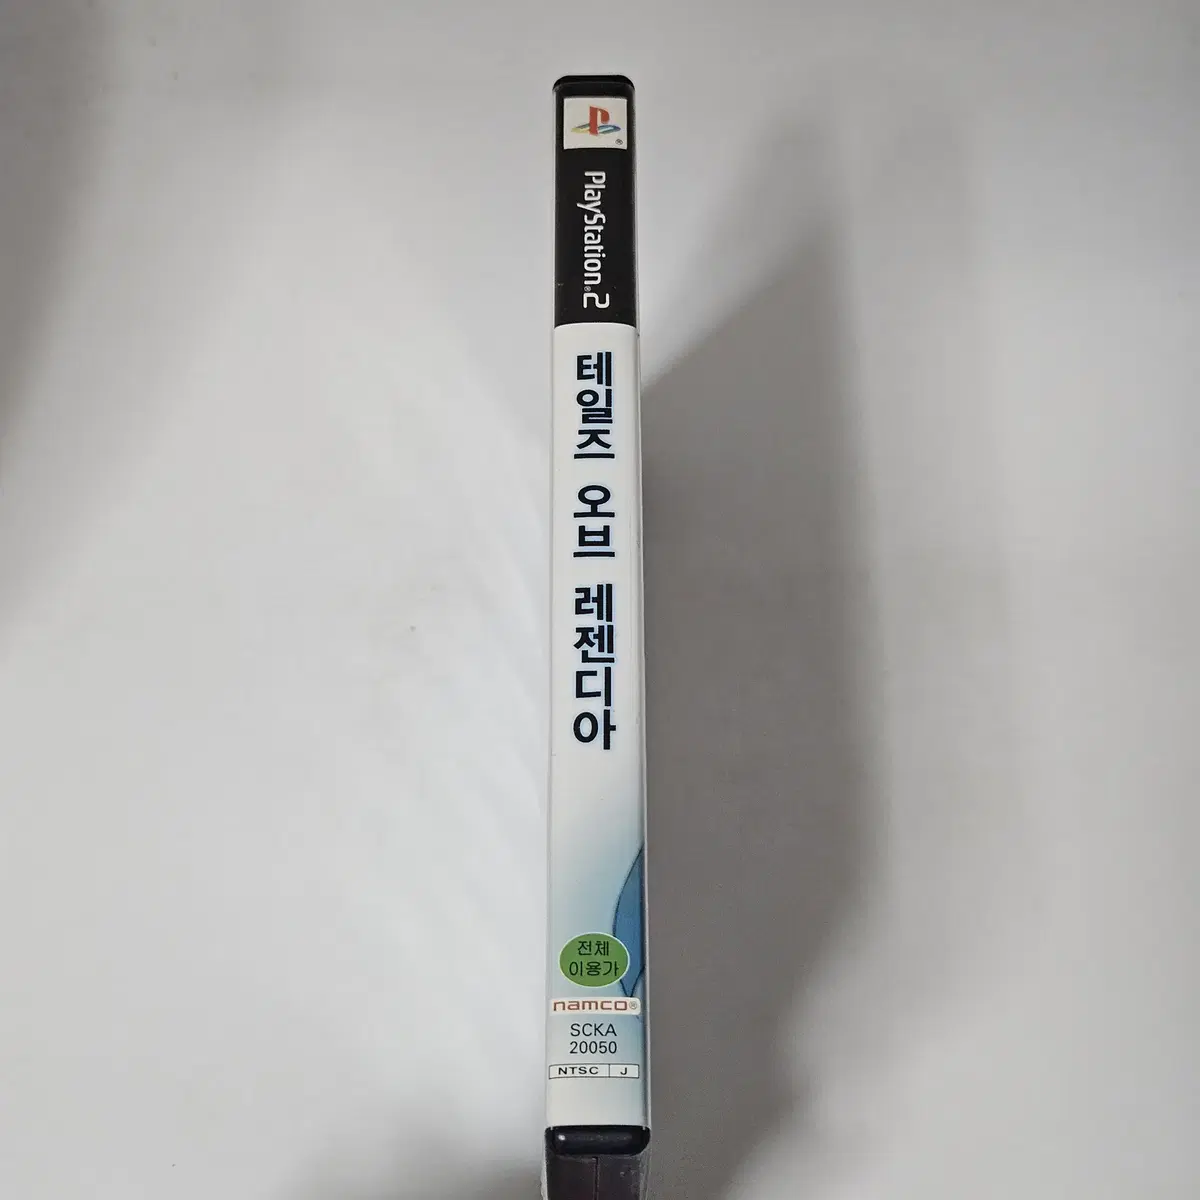 PlayStation®2
테일즈 오브 레젠디아
전체
이용가
namco®
SCKA
20050
NTSC J